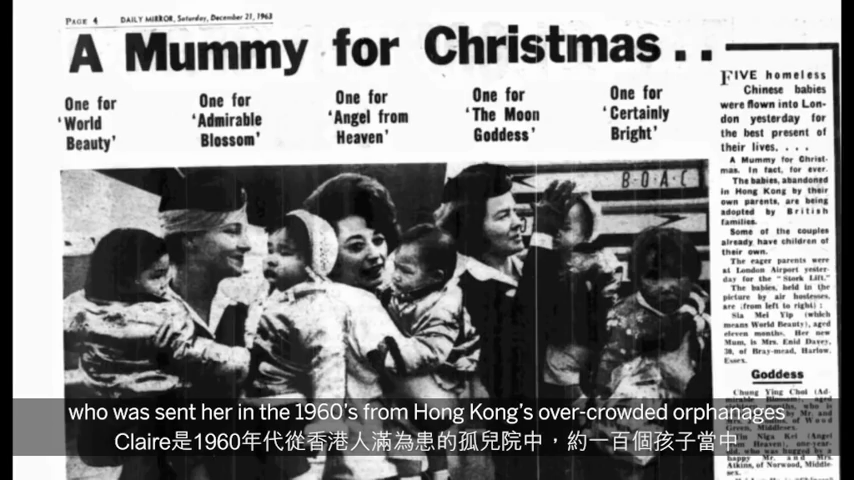 PAGE 4
DAILY MIRROR, Saturday, December 21, 1963
A Mummy for Christmas . .
One for
'World
Beauty'
One for
'Admirable
Blossom'
One for
'Angel from
Heaven'
One for
'The Moon
Goddess'
One for
'Certainly
Bright'
B·O·A·C
FIVE homeless
Chinese babies
were flown into Lon-
don yesterday for
the best present of
their lives. . . .
A Mummy for Christ-
mas. In fact, for ever.
The babies, abandoned
in Hong Kong by their
own parents, are being
adopted by British
families.
Some of the couples
already have children of
their own.
The eager parents were
at London Airport yester-
day for the "Stork Lift."
The babies, held in the
picture by air hostesses,
are (from left to right) :
Sia Mei Yip (which
means World Beauty), aged
eleven months. Her new
Mum, is Mrs. Enid Davey,
30, of Bray-mead, Harlow,
Essex.
Goddess
Chung Ying Choi (Ad-
who was sent her in the 1960's from Hong Kong's over-crowded orphanages
Claire是1960年代從香港人滿為患的孤兒院中，約一百個孩子當中
happy Mr. and Mrs.
Atkins, of Norwood, Middle-
sex.